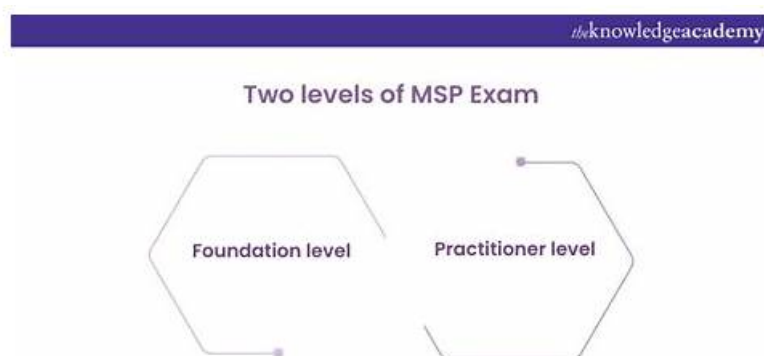 theknowledgeacademy
Two levels of MSP Exam
Foundation level
Practitioner level